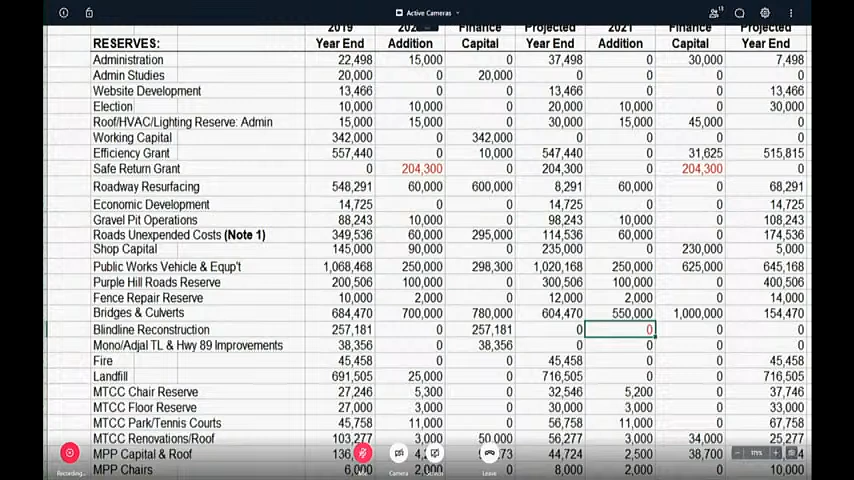 Active Cameras
13
2019 Finance Projected 2021 Finance Projected
RESERVES: Year End Addition Capital Year End Addition Capital Year End
Administration 22,498 15,000 0 37,498 0 30,000 7,498
Admin Studies 20,000 0 20,000 0 0 0 0
Website Development 13,466 0 0 13,466 0 0 13,466
Election 10,000 10,000 0 20,000 10,000 0 30,000
Roof/HVAC/Lighting Reserve: Admin 15,000 15,000 0 30,000 15,000 45,000 0
Working Capital 342,000 0 342,000 0 0 0 0
Efficiency Grant 557,440 0 10,000 547,440 0 31,625 515,815
Safe Return Grant 0 204,300 0 204,300 0 204,300 0
Roadway Resurfacing 548,291 60,000 600,000 8,291 60,000 0 68,291
Economic Development 14,725 0 0 14,725 0 0 14,725
Gravel Pit Operations 88,243 10,000 0 98,243 10,000 0 108,243
Roads Unexpended Costs (Note 1) 349,536 60,000 295,000 114,536 60,000 0 174,536
Shop Capital 145,000 90,000 0 235,000 0 230,000 5,000
Public Works Vehicle & Equp't 1,068,468 250,000 298,300 1,020,168 250,000 625,000 645,168
Purple Hill Roads Reserve 200,506 100,000 0 300,506 100,000 0 400,506
Fence Repair Reserve 10,000 2,000 0 12,000 2,000 0 14,000
Bridges & Culverts 684,470 700,000 780,000 604,470 550,000 1,000,000 154,470
Blindline Reconstruction 257,181 0 257,181 0 0 0 0
Mono/Adjal TL & Hwy 89 Improvements 38,356 0 38,356 0 0 0 0
Fire 45,458 0 0 45,458 0 0 45,458
Landfill 691,505 25,000 0 716,505 0 0 716,505
MTCC Chair Reserve 27,246 5,300 0 32,546 5,200 0 37,746
MTCC Floor Reserve 27,000 3,000 0 30,000 3,000 0 33,000
MTCC Park/Tennis Courts 45,758 11,000 0 56,758 11,000 0 67,758
MTCC Renovations/Roof 103,277 3,000 50,000 56,277 3,000 34,000 25,277
MPP Capital & Roof 44,724 2,500 38,700
MPP Chairs 6,000 2,000 0 8,000 2,000 0 10,000
Recording... Camera Leave